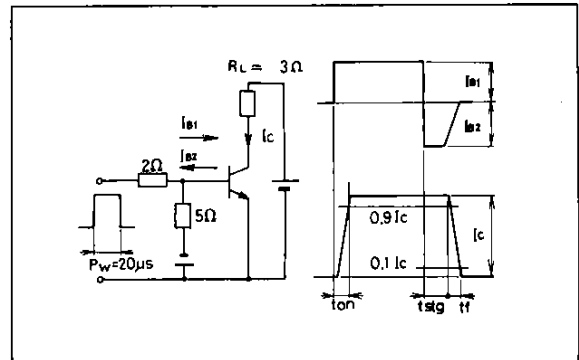 RL = 3Ω
IB1
IB2
Ic
2Ω
5Ω
PW=20µs
IB1
IB2
0,9 Ic
Ic
0,1 Ic
ton
tstg
tf